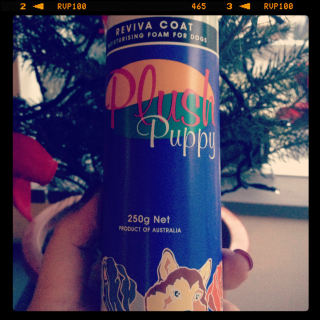 2 RVP100 465 3 RVP100
REVIVA COAT
MOISTURISING FOAM FOR DOGS
Plush
Puppy
250g Net
PRODUCT OF AUSTRALIA